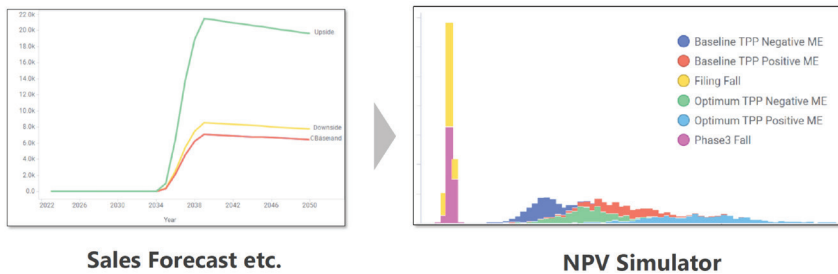 22.0k
20.0k
18.0k
16.0k
14.0k
12.0k
10.0k
8.0k
6.0k
4.0k
2.0k
0.0
2022 2026 2030 2034 2038 2042 2046 2050
Year
Upside
Downside
CBaseand
Sales Forecast etc.
Baseline TPP Negative ME
Baseline TPP Positive ME
Filing Fall
Optimum TPP Negative ME
Optimum TPP Positive ME
Phase3 Fall
NPV Simulator